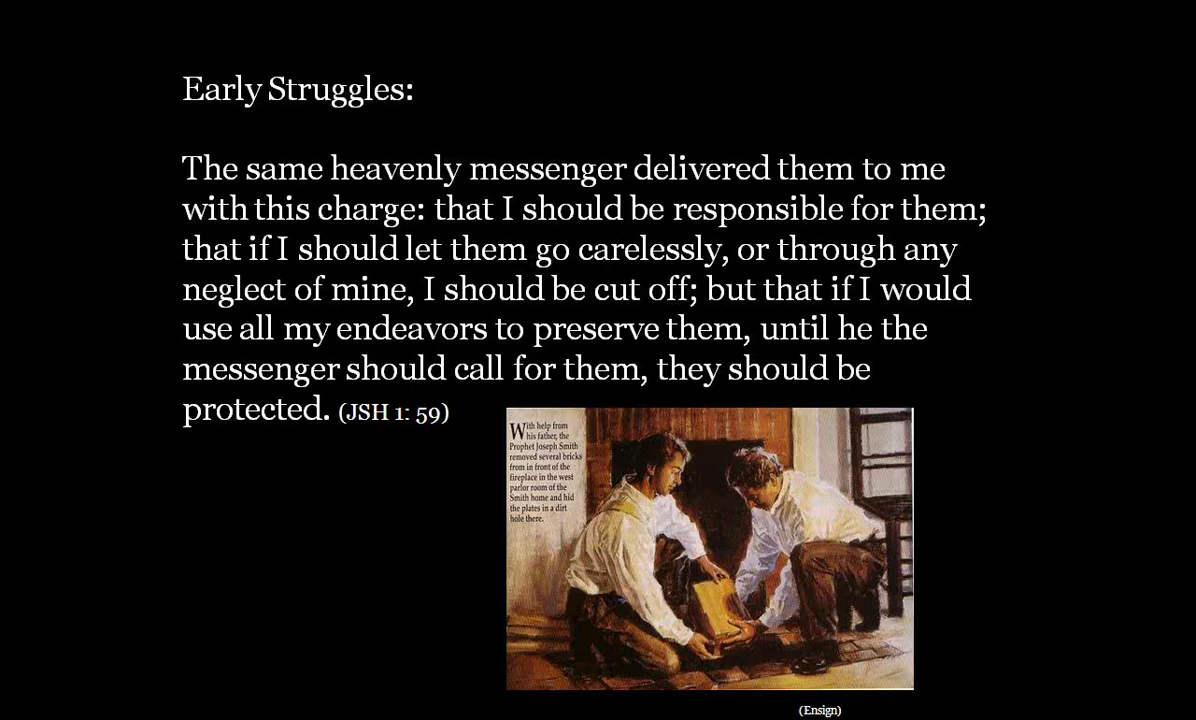 Early Struggles:
The same heavenly messenger delivered them to me
with this charge: that I should be responsible for them;
that if I should let them go carelessly, or through any
neglect of mine, I should be cut off; but that if I would
use all my endeavors to preserve them, until he the
messenger should call for them, they should be
protected. (JSH 1: 59)
With help from
his father, the
Prophet Joseph Smith
removed several bricks
from in front of the
fireplace in the west
parlor room of the
Smith home and hid
the plates in a dirt
hole there.
(Ensign)